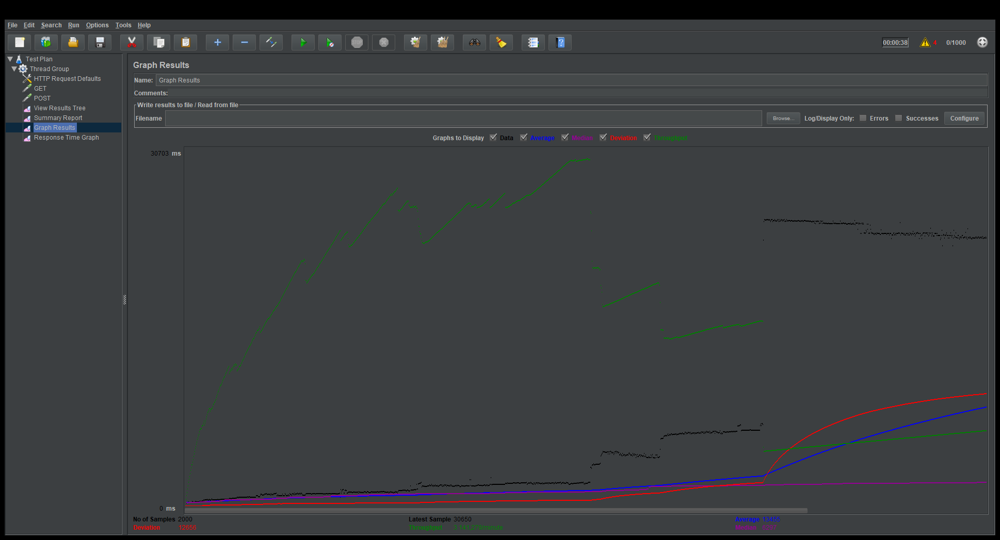 File Edit Search Run Options Tools Help
STOP
00:00:38 4 0/1000
Test Plan
Thread Group
HTTP Request Defaults
GET
POST
View Results Tree
Summary Report
Graph Results
Response Time Graph
Graph Results
Name: Graph Results
Comments:
Write results to file / Read from file
Filename Browse... Log/Display Only: Errors Successes Configure
Graphs to Display Data Average Median Deviation Throughput
30703 ms
0 ms
No of Samples 2000 Latest Sample 30650 Average 13455
Deviation 12656 Throughput 3 141,279/minute Median